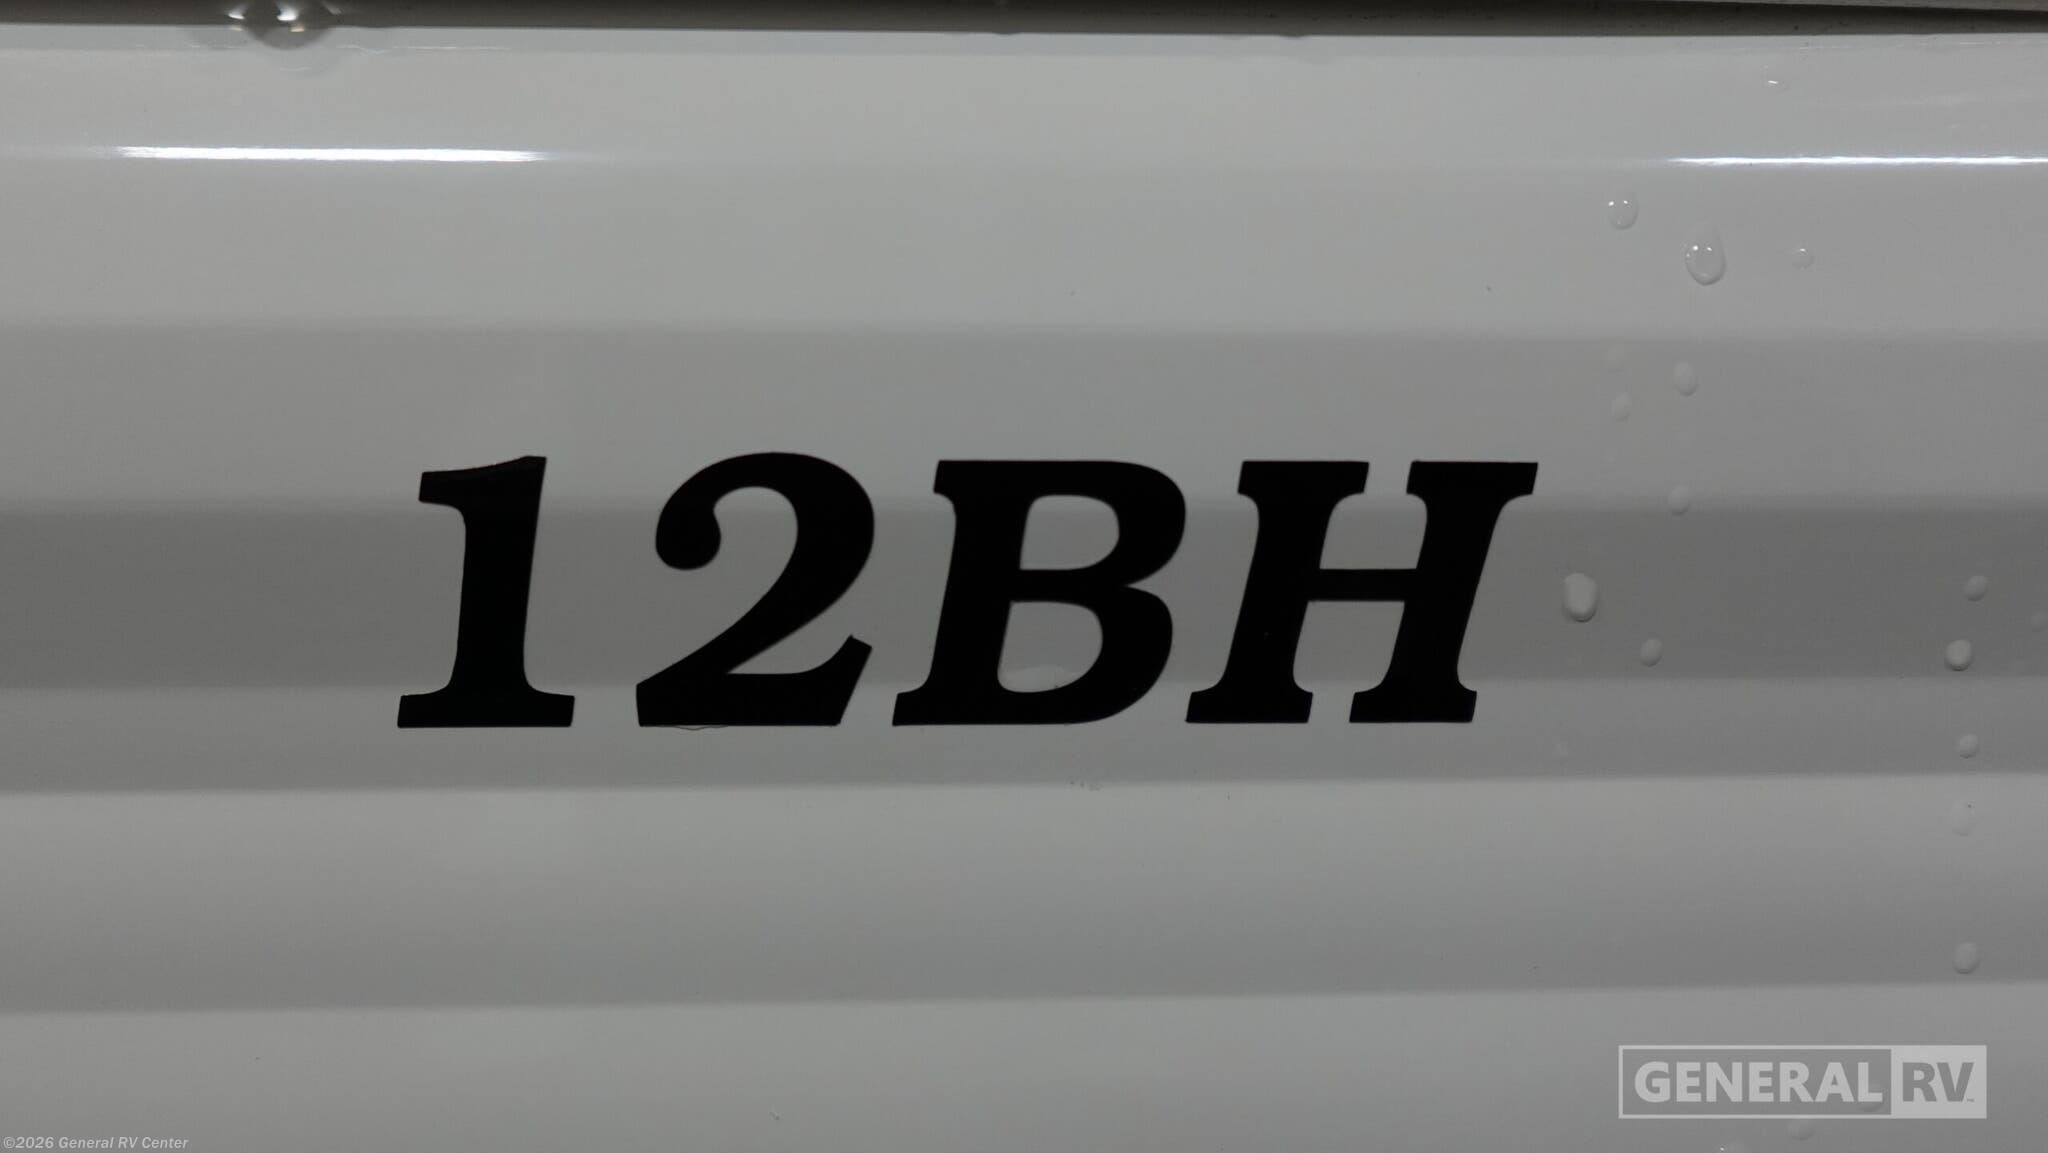 12BH
GENERAL RV
©2026 General RV Center